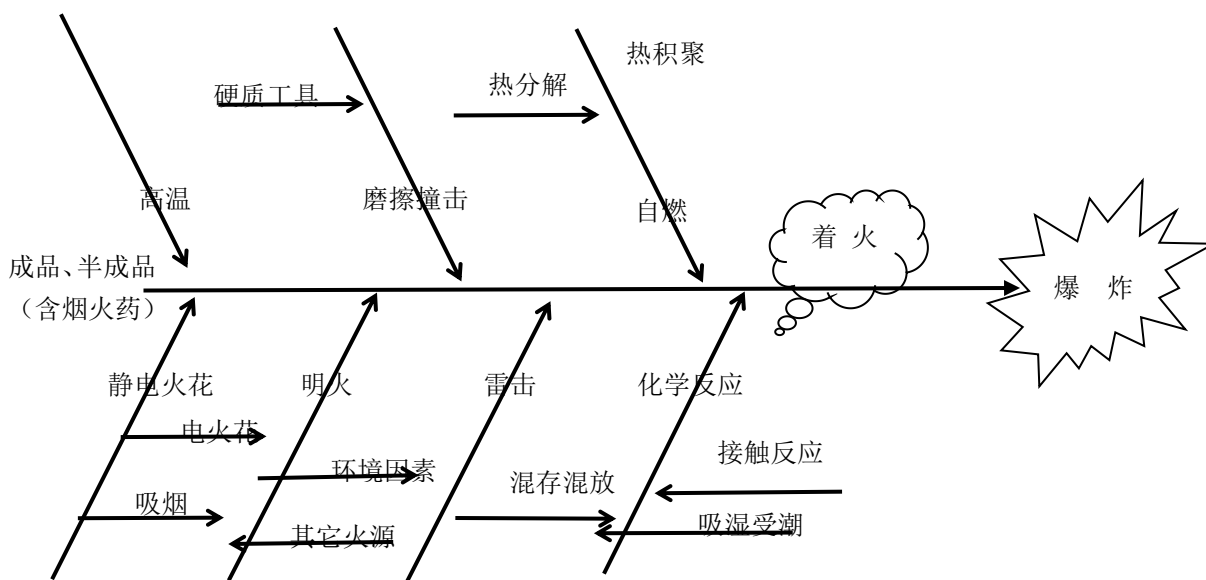 热积聚
硬质工具
热分解
高温
磨擦撞击
自燃
着 火
成品、半成品
（含烟火药）
爆 炸
静电火花
明火
雷击
化学反应
电火花
环境因素
接触反应
吸烟
混存混放
其它火源
吸湿受潮